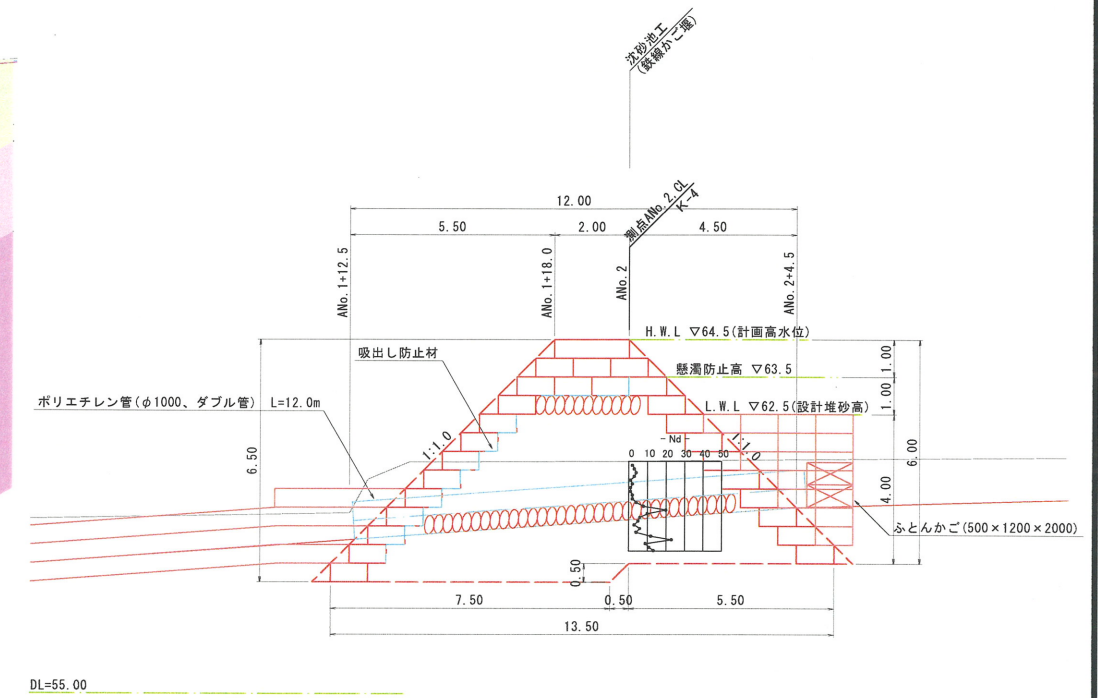 沈砂池工
(鉄線かご堰)
12.00
測点ANo.2.CL
K-4
5.50
2.00
4.50
ANo.1+12.5
ANo.1+18.0
ANo.2
ANo.2+4.5
H.W.L ▽64.5(計画高水位)
吸出し防止材
1.00
懸濁防止高 ▽63.5
ポリエチレン管(φ1000、ダブル管) L=12.0m
1.00
L.W.L ▽62.5(設計堆砂高)
1:1.0
1:1.0
- Nd -
0 10 20 30 40 50
6.50
6.00
4.00
ふとんかご(500×1200×2000)
0.50
7.50
0.50
5.50
13.50
DL=55.00